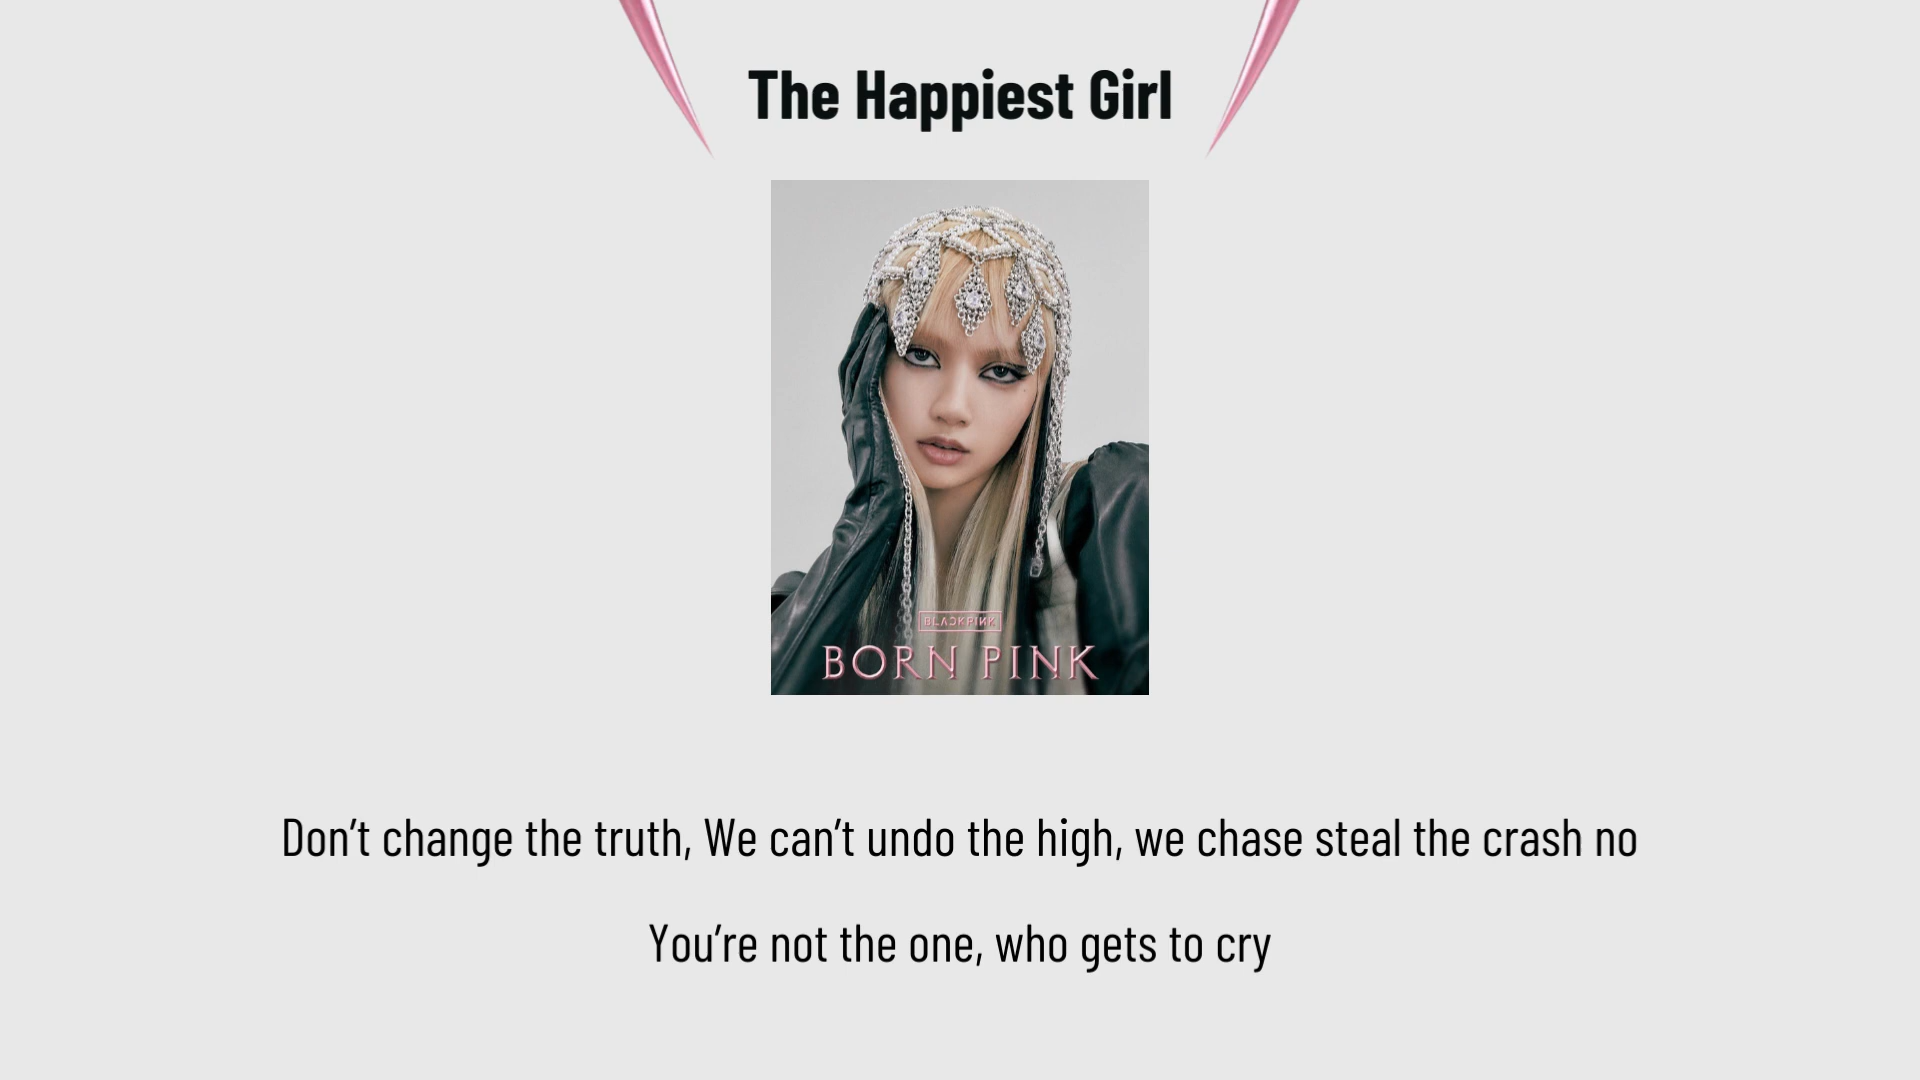 The Happiest Girl
BLACKPINK
BORN PINK
Don’t change the truth, We can’t undo the high, we chase steal the crash no
You’re not the one, who gets to cry